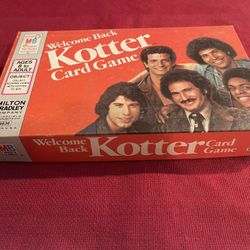 MB
Welcome Back
Kotter
Card Game
AGES
8 to
ADULT
OBJECT
MILTON
BRADLEY
COMPANY
Welcome
Back
Kotter
Card
Game